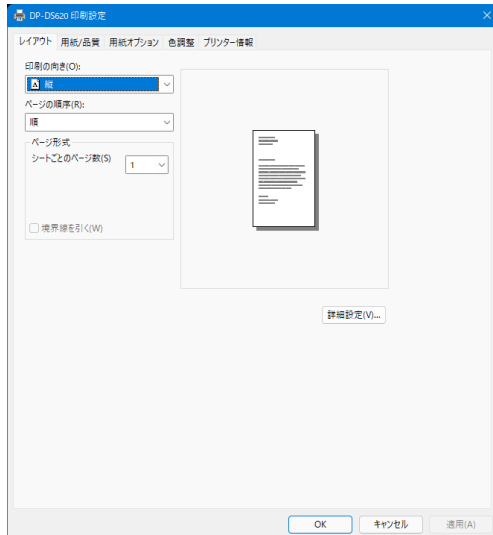 DP-DS620 印刷設定
レイアウト 用紙/品質 用紙オプション 色調整 プリンター情報
印刷の向き(O):
縦
ページの順序(R):
順
ページ形式
シートごとのページ数(S)
1
境界線を引く(W)
詳細設定(V)...
OK キャンセル 適用(A)